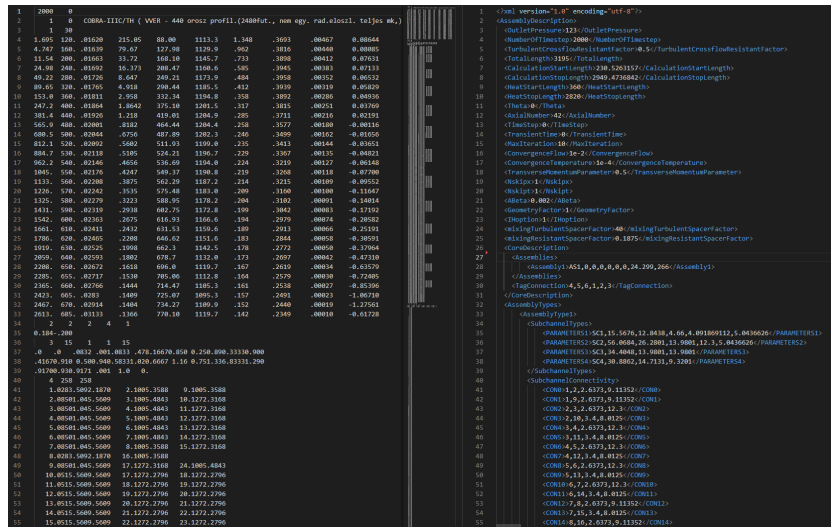 1 2000 0
2 1 0 COBRA-IIIC/TH ( VVER - 440 orosz profil.(2400fut., nem egy. rad.eloszl. teljes mk,)
3 1 30
4 1.695 120. .01620 215.05 88.00 1113.3 1.348 .3693 .00467 0.08644
5 4.747 160. .01639 79.67 127.98 1129.9 .962 .3816 .00440 0.08085
6 11.54 200. .01663 33.72 168.10 1145.7 .733 .3898 .00412 0.07631
7 24.98 240. .01692 16.373 208.47 1160.6 .585 .3945 .00383 0.07133
8 49.22 280. .01726 8.647 249.21 1173.9 .484 .3958 .00352 0.06532
9 89.65 320. .01765 4.918 290.44 1185.5 .412 .3939 .00319 0.05829
10 153.0 360. .01811 2.958 332.34 1194.8 .358 .3892 .00286 0.04936
11 247.2 400. .01864 1.8642 375.10 1201.5 .317 .3815 .00251 0.03769
12 381.4 440. .01926 1.218 419.01 1204.9 .285 .3711 .00216 0.02191
13 565.9 480. .02001 .8182 464.44 1204.4 .258 .3577 .00180 0.00116
14 680.5 500. .02044 .6756 487.89 1202.3 .246 .3499 .00162 -0.01656
15 812.1 520. .02092 .5602 511.93 1199.0 .235 .3413 .00144 -0.03651
16 884.7 530. .02118 .5105 524.21 1196.7 .229 .3367 .00135 -0.04821
17 962.2 540. .02146 .4656 536.69 1194.0 .224 .3219 .00127 -0.06148
18 1045. 550. .02176 .4247 549.37 1190.8 .219 .3268 .00118 -0.07700
19 1133. 560. .02208 .3875 562.29 1187.2 .214 .3215 .00109 -0.09552
20 1226. 570. .02242 .3535 575.48 1183.0 .209 .3160 .00100 -0.11647
21 1325. 580. .02279 .3223 588.95 1178.2 .204 .3102 .00091 -0.14014
22 1431. 590. .02319 .2938 602.75 1172.8 .199 .3042 .00083 -0.17192
23 1542. 600. .02363 .2675 616.93 1166.6 .194 .2979 .00074 -0.20582
24 1661. 610. .02411 .2432 631.53 1159.6 .189 .2913 .00066 -0.25191
25 1786. 620. .02465 .2208 646.62 1151.6 .183 .2844 .00058 -0.30591
26 1919. 630. .02525 .1998 662.3 1142.5 .178 .2772 .00050 -0.37964
27 2059. 640. .02593 .1802 678.7 1132.0 .173 .2697 .00042 -0.47310
28 2208. 650. .02672 .1618 696.0 1119.7 .167 .2619 .00034 -0.63579
29 2285. 655. .02717 .1530 705.06 1112.8 .164 .2579 .00030 -0.72405
30 2365. 660. .02766 .1444 714.47 1105.3 .161 .2538 .00027 -0.85396
31 2423. 665. .0283 .1409 725.07 1095.3 .157 .2491 .00023 -1.06710
32 2467. 670. .02914 .1404 734.27 1109.9 .152 .2440 .00019 -1.27561
33 2613. 685. .03133 .1366 770.10 1119.7 .142 .2349 .00010 -0.61728
34 2 2 2 4 1
35 0.184-.200
36 3 15 1 1 15
37 .0 .0 .0832 .001.0833 .478.16670.850 0.250.890.33330.900
38 .41670.910 0.500.940.58331.020.6667 1.16 0.751.336.83331.290
39 .91700.930.9171 .001 1.0 0.
40 4 258 258
41 1.0283.5092.1870 2.1005.3588 9.1005.3588
42 2.08501.045.5609 3.1005.4843 10.1272.3168
43 3.08501.045.5609 4.1005.4843 11.1272.3168
44 4.08501.045.5609 5.1005.4843 12.1272.3168
45 5.08501.045.5609 6.1005.4843 13.1272.3168
46 6.08501.045.5609 7.1005.4843 14.1272.3168
47 7.08501.045.5609 8.1005.3588 15.1272.3168
48 8.0283.5092.1870 16.1005.3588
49 9.08501.045.5609 17.1272.3168 24.1005.4843
50 10.0515.5609.5609 17.1272.2796 18.1272.2796
51 11.0515.5609.5609 18.1272.2796 19.1272.2796
52 12.0515.5609.5609 19.1272.2796 20.1272.2796
53 13.0515.5609.5609 20.1272.2796 21.1272.2796
54 14.0515.5609.5609 21.1272.2796 22.1272.2796
55 15.0515.5609.5609 22.1272.2796 23.1272.2796
1 <?xml version="1.0" encoding="utf-8"?>
2 <AssemblyDescription>
3 <OutletPressure>123</OutletPressure>
4 <NumberOfTimestep>2000</NumberOfTimestep>
5 <TurbulentCrossflowResistantFactor>0.5</TurbulentCrossflowResistantFactor>
6 <TotalLength>3195</TotalLength>
7 <CalculationStartLength>230.5263157</CalculationStartLength>
8 <CalculationStopLength>2949.4736842</CalculationStopLength>
9 <HeatStartLength>360</HeatStartLength>
10 <HeatStopLength>2820</HeatStopLength>
11 <Theta>0</Theta>
12 <AxialNumber>42</AxialNumber>
13 <TimeStep>0</TimeStep>
14 <TransientTime>0</TransientTime>
15 <MaxIteration>10</MaxIteration>
16 <ConvergenceFlow>1e-2</ConvergenceFlow>
17 <ConvergenceTemperature>1e-4</ConvergenceTemperature>
18 <TransverseMomentumParameter>0.5</TransverseMomentumParameter>
19 <Nskipx>1</Nskipx>
20 <Nskipt>1</Nskipt>
21 <ABeta>0.002</ABeta>
22 <GeometryFactor>1</GeometryFactor>
23 <IHoption>1</IHoption>
24 <mixingTurbulentSpacerFactor>40</mixingTurbulentSpacerFactor>
25 <mixingResistantSpacerFactor>0.1875</mixingResistantSpacerFactor>
26 <CoreDescription>
27 <Assemblies>
28 <Assembly1>AS1,0,0,0,0,0,0,24.299,266</Assembly1>
29 </Assemblies>
30 <TagConnection>4,5,6,1,2,3</TagConnection>
31 </CoreDescription>
32 <AssemblyTypes>
33 <AssemblyType1>
34 <SubchannelTypes>
35 <PARAMETERS1>SC1,15.5676,12.8438,4.66,4.091869112,5.0436626</PARAMETERS1>
36 <PARAMETERS2>SC2,56.0684,26.2801,13.9801,12.3,5.0436626</PARAMETERS2>
37 <PARAMETERS3>SC3,34.4048,13.9801,13.9801</PARAMETERS3>
38 <PARAMETERS4>SC4,30.8862,14.7131,9.3201</PARAMETERS4>
39 </SubchannelTypes>
40 <SubchannelConnectivity>
41 <CON0>1,2,2.6373,9.11352</CON0>
42 <CON1>1,9,2.6373,9.11352</CON1>
43 <CON2>2,3,2.6373,12.3</CON2>
44 <CON3>2,10,3.4,8.0125</CON3>
45 <CON4>3,4,2.6373,12.3</CON4>
46 <CON5>3,11,3.4,8.0125</CON5>
47 <CON6>4,5,2.6373,12.3</CON6>
48 <CON7>4,12,3.4,8.0125</CON7>
49 <CON8>5,6,2.6373,12.3</CON8>
50 <CON9>5,13,3.4,8.0125</CON9>
51 <CON10>6,7,2.6373,12.3</CON10>
52 <CON11>6,14,3.4,8.0125</CON11>
53 <CON12>7,8,2.6373,9.11352</CON12>
54 <CON13>7,15,3.4,8.0125</CON13>
55 <CON14>8,16,2.6373,9.11352</CON14>